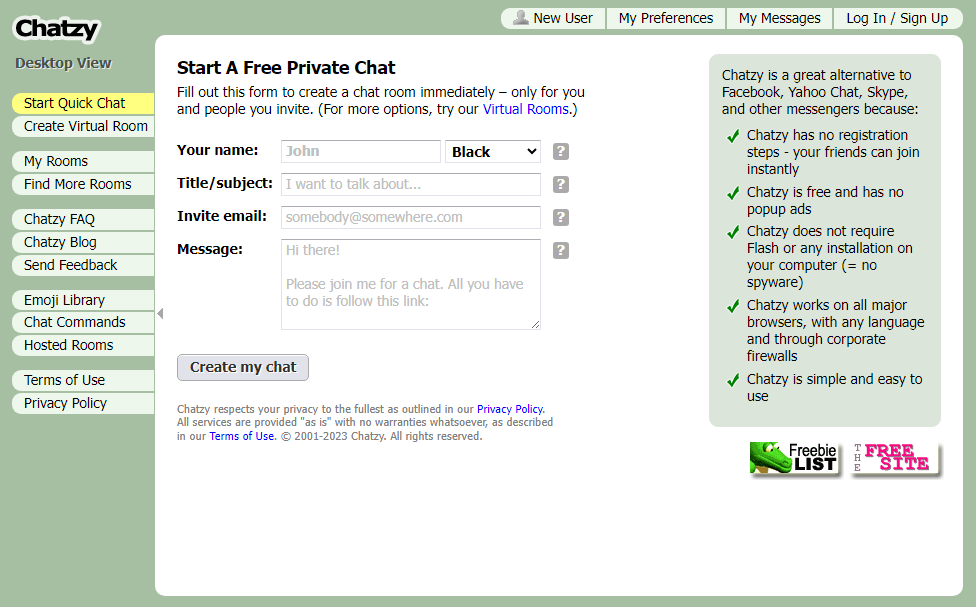 Chatzy
New User
My Preferences
My Messages
Log In / Sign Up
Desktop View
Start Quick Chat
Create Virtual Room
My Rooms
Find More Rooms
Chatzy FAQ
Chatzy Blog
Send Feedback
Emoji Library
Chat Commands
Hosted Rooms
Terms of Use
Privacy Policy
Start A Free Private Chat
Fill out this form to create a chat room immediately – only for you
and people you invite. (For more options, try our Virtual Rooms.)
Your name:
John
Black
?
Title/subject:
I want to talk about...
?
Invite email:
somebody@somewhere.com
?
Message:
Hi there!
Please join me for a chat. All you have
to do is follow this link:
?
Create my chat
Chatzy respects your privacy to the fullest as outlined in our Privacy Policy.
All services are provided "as is" with no warranties whatsoever, as described
in our Terms of Use. © 2001-2023 Chatzy. All rights reserved.
Chatzy is a great alternative to
Facebook, Yahoo Chat, Skype,
and other messengers because:
Chatzy has no registration
steps - your friends can join
instantly
Chatzy is free and has no
popup ads
Chatzy does not require
Flash or any installation on
your computer (= no
spyware)
Chatzy works on all major
browsers, with any language
and through corporate
firewalls
Chatzy is simple and easy to
use
Freebie
LIST
THE
FREE
SITE